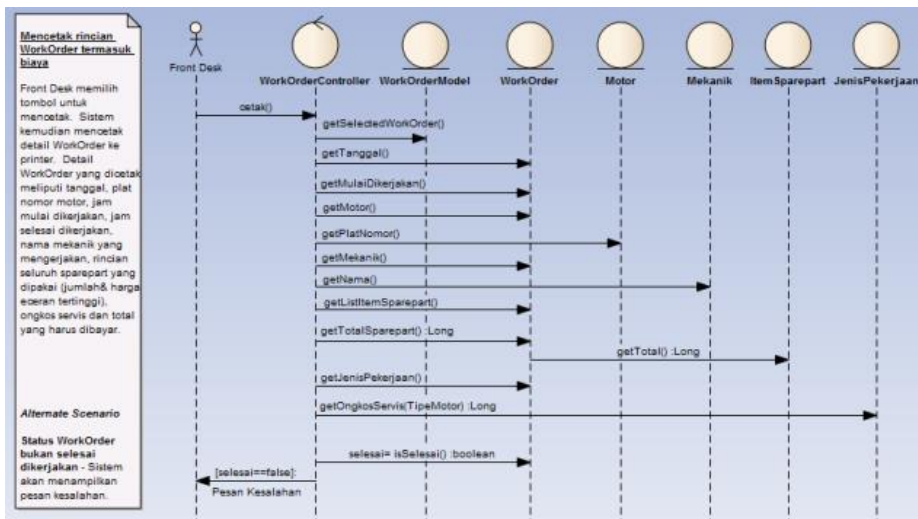 Mencetak rincian
WorkOrder termasuk
biaya
Front Desk memilih
tombol untuk
mencetak. Sistem
kemudian mencetak
detail WorkOrder ke
printer. Detail
WorkOrder yang dicetak
meliputi tanggal, plat
nomor motor, jam
mulai dikerjakan, jam
selesai dikerjakan,
nama mekanik yang
mengerjakan, rincian
seluruh sparepart yang
dipakai (jumlah& harga
eceran tertinggi),
ongkos servis dan total
yang harus dibayar.
Alternate Scenario
Status WorkOrder
bukan selesai
dikerjakan - Sistem
akan menampilkan
pesan kesalahan.
Front Desk
WorkOrderController WorkOrderModel WorkOrder Motor Mekanik ItemSparepart JenisPekerjaan
cetak()
getSelectedWorkOrder()
getTanggal()
getMulaiDikerjakan()
getMotor()
getPlatNomor()
getMekanik()
getNama()
getListItemSparepart()
getTotalSparepart() :Long
getTotal() :Long
getJenisPekerjaan()
getOngkosServis(TipeMotor) :Long
selesai= isSelesai() :boolean
[selesai==false]:
Pesan Kesalahan